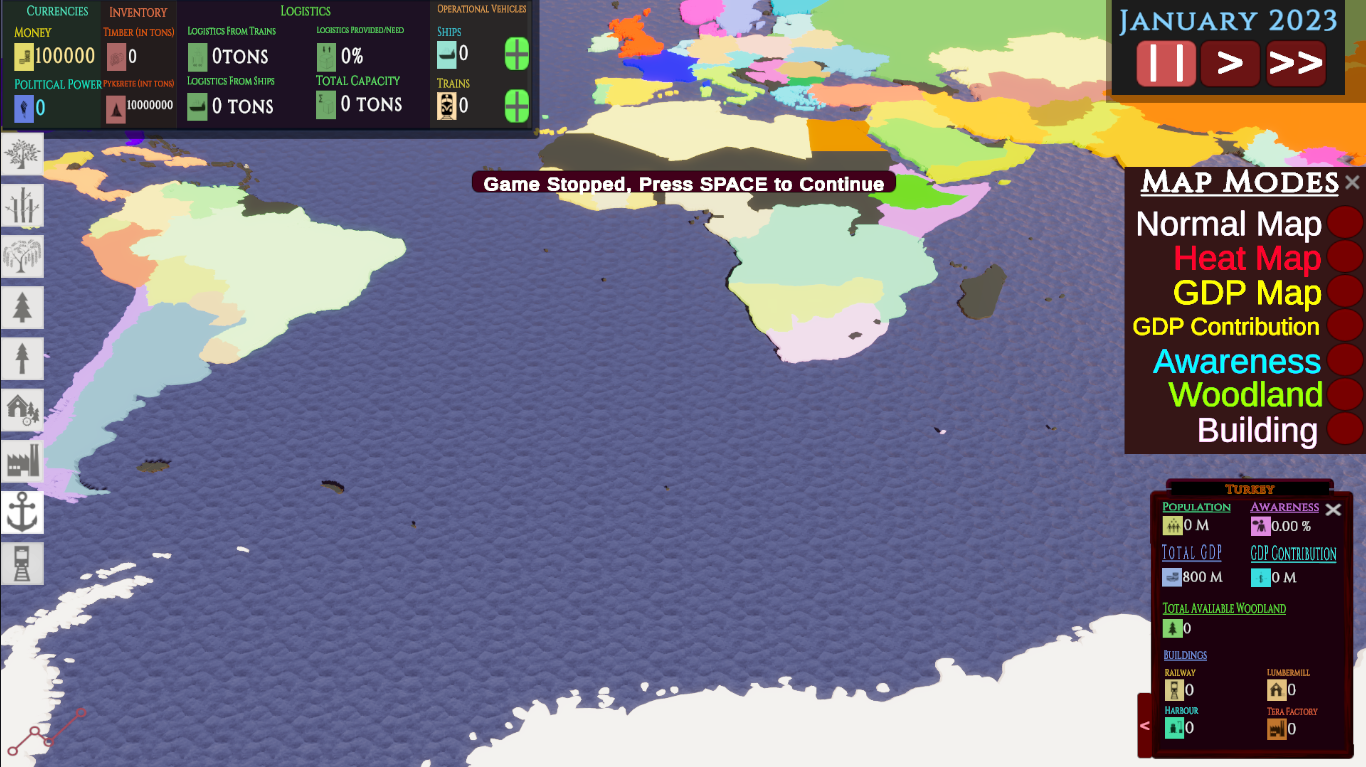 Currencies
Money
100000
Political Power
0
Inventory
Timber (in tons)
0
Pykrete (int tons)
10000000
Logistics
Logistics From Trains
0TONS
Logistics From Ships
0 TONS
Logistics Provided/Need
0%
Total Capacity
0 TONS
Operational Vehicles
Ships
0
Trains
0
January 2023
>
>>
Game Stopped, Press SPACE to Continue
Map Modes
Normal Map
Heat Map
GDP Map
GDP Contribution
Awareness
Woodland
Building
Turkey
Population
0 M
Awareness
0.00 %
Total GDP
800 M
GDP Contribution
0 M
Total Avaliable Woodland
0
Buildings
Railway
0
Lumbermill
0
Harbour
0
Tera Factory
0
<